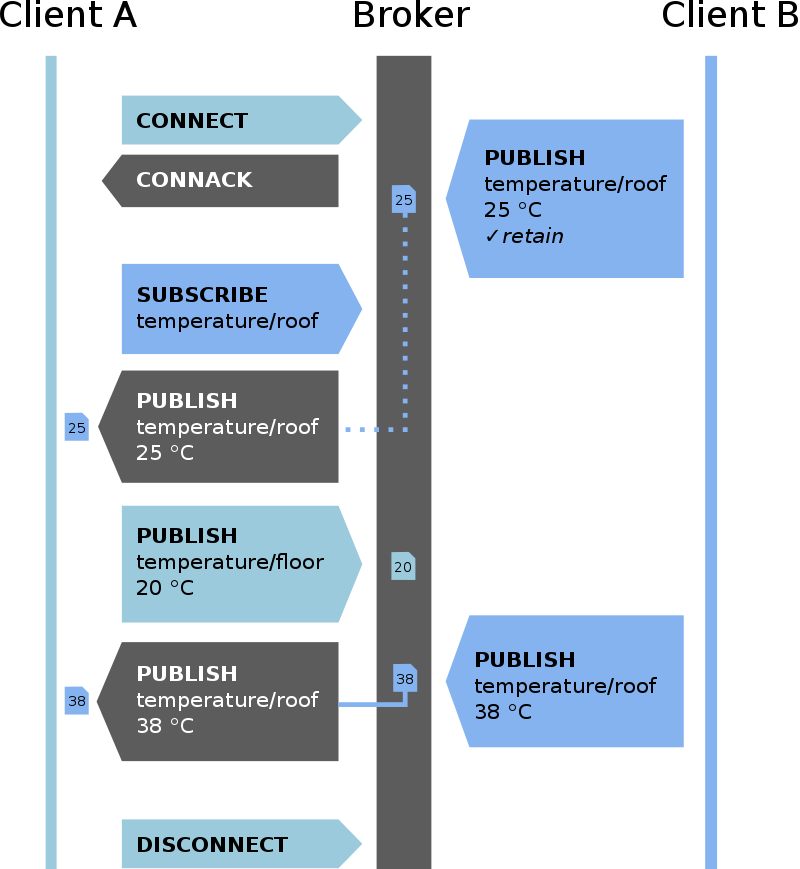 Client A
Broker
Client B
CONNECT
CONNACK
PUBLISH
temperature/roof
25 °C
✓retain
25
SUBSCRIBE
temperature/roof
PUBLISH
temperature/roof
25 °C
25
PUBLISH
temperature/floor
20 °C
20
PUBLISH
temperature/roof
38 °C
38
PUBLISH
temperature/roof
38 °C
38
DISCONNECT